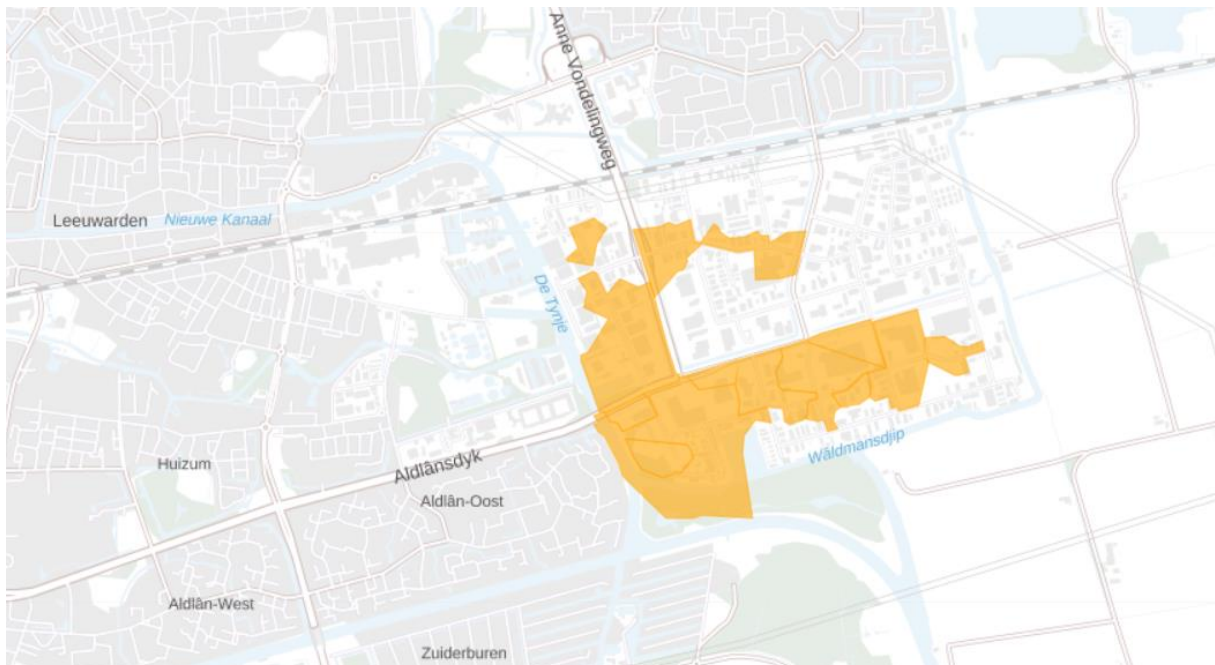 Anne Vondelingweg
Leeuwarden
Nieuwe Kanaal
De Tynje
Aldlânsdyk
Wâldmansdjip
Huizum
Aldlân-Oost
Aldlân-West
Zuiderburen